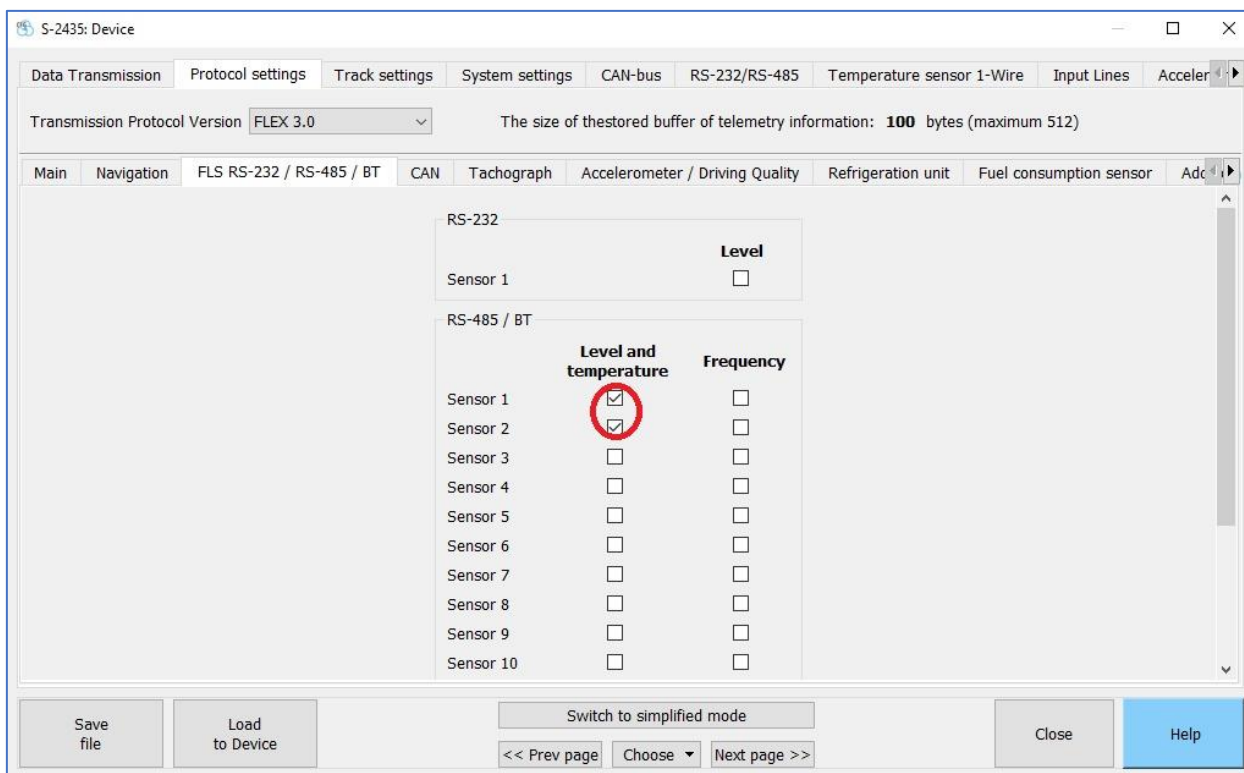 S-2435: Device
Data Transmission Protocol settings Track settings System settings CAN-bus RS-232/RS-485 Temperature sensor 1-Wire Input Lines Acceler
Transmission Protocol Version FLEX 3.0 The size of thestored buffer of telemetry information: 100 bytes (maximum 512)
Main Navigation FLS RS-232 / RS-485 / BT CAN Tachograph Accelerometer / Driving Quality Refrigeration unit Fuel consumption sensor
RS-232
Level
Sensor 1
RS-485 / BT
Level and
temperature
Frequency
Sensor 1
Sensor 2
Sensor 3
Sensor 4
Sensor 5
Sensor 6
Sensor 7
Sensor 8
Sensor 9
Sensor 10
Save
file
Load
to Device
Switch to simplified mode
<< Prev page Choose Next page >>
Close
Help